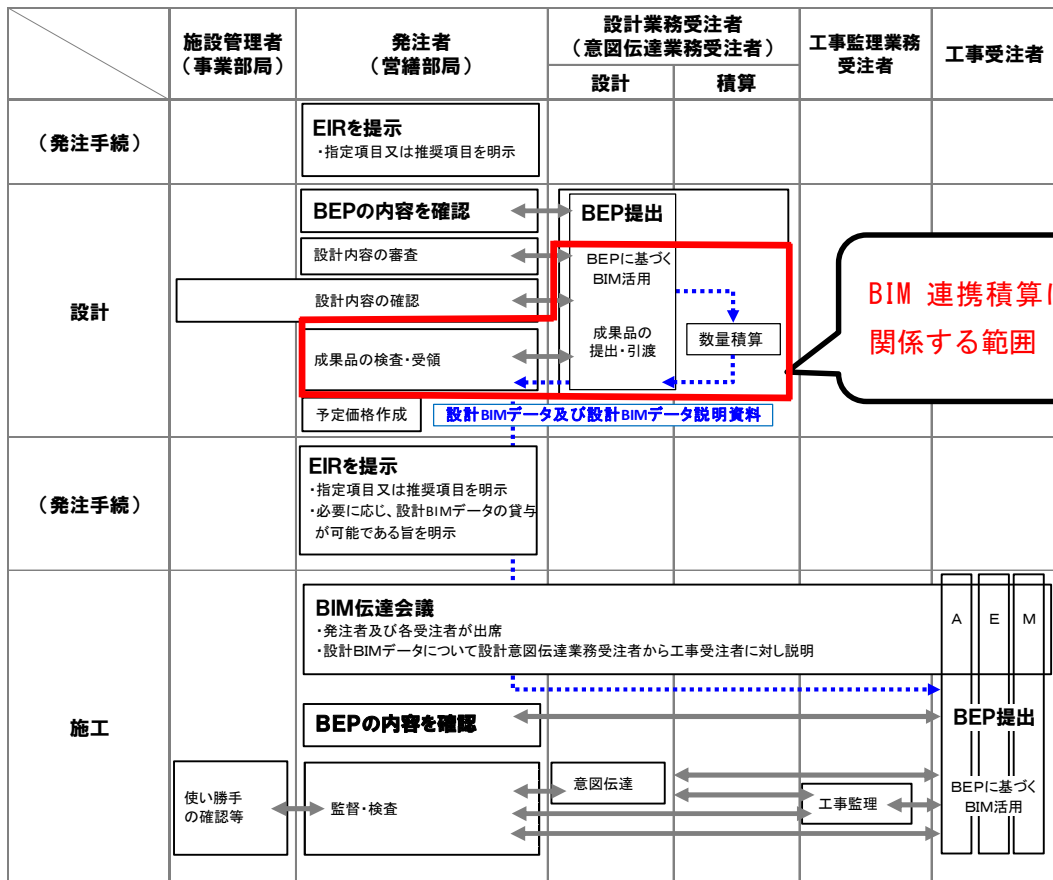 施設管理者
（事業部局）
発注者
（営繕部局）
設計業務受注者
（意図伝達業務受注者）
設計
積算
工事監理業務
受注者
工事受注者
（発注手続）
EIRを提示
・指定項目又は推奨項目を明示
設計
BEPの内容を確認
BEP提出
設計内容の審査
BEPに基づく
BIM活用
設計内容の確認
成果品の検査・受領
成果品の
提出・引渡
数量積算
BIM 連携積算に
関係する範囲
予定価格作成
設計BIMデータ及び設計BIMデータ説明資料
（発注手続）
EIRを提示
・指定項目又は推奨項目を明示
・必要に応じ、設計BIMデータの貸与
が可能である旨を明示
施工
BIM伝達会議
・発注者及び各受注者が出席
・設計BIMデータについて設計意図伝達業務受注者から工事受注者に対し説明
A
E
M
BEPの内容を確認
BEP提出
使い勝手
の確認等
監督・検査
意図伝達
工事監理
BEPに基づく
BIM活用